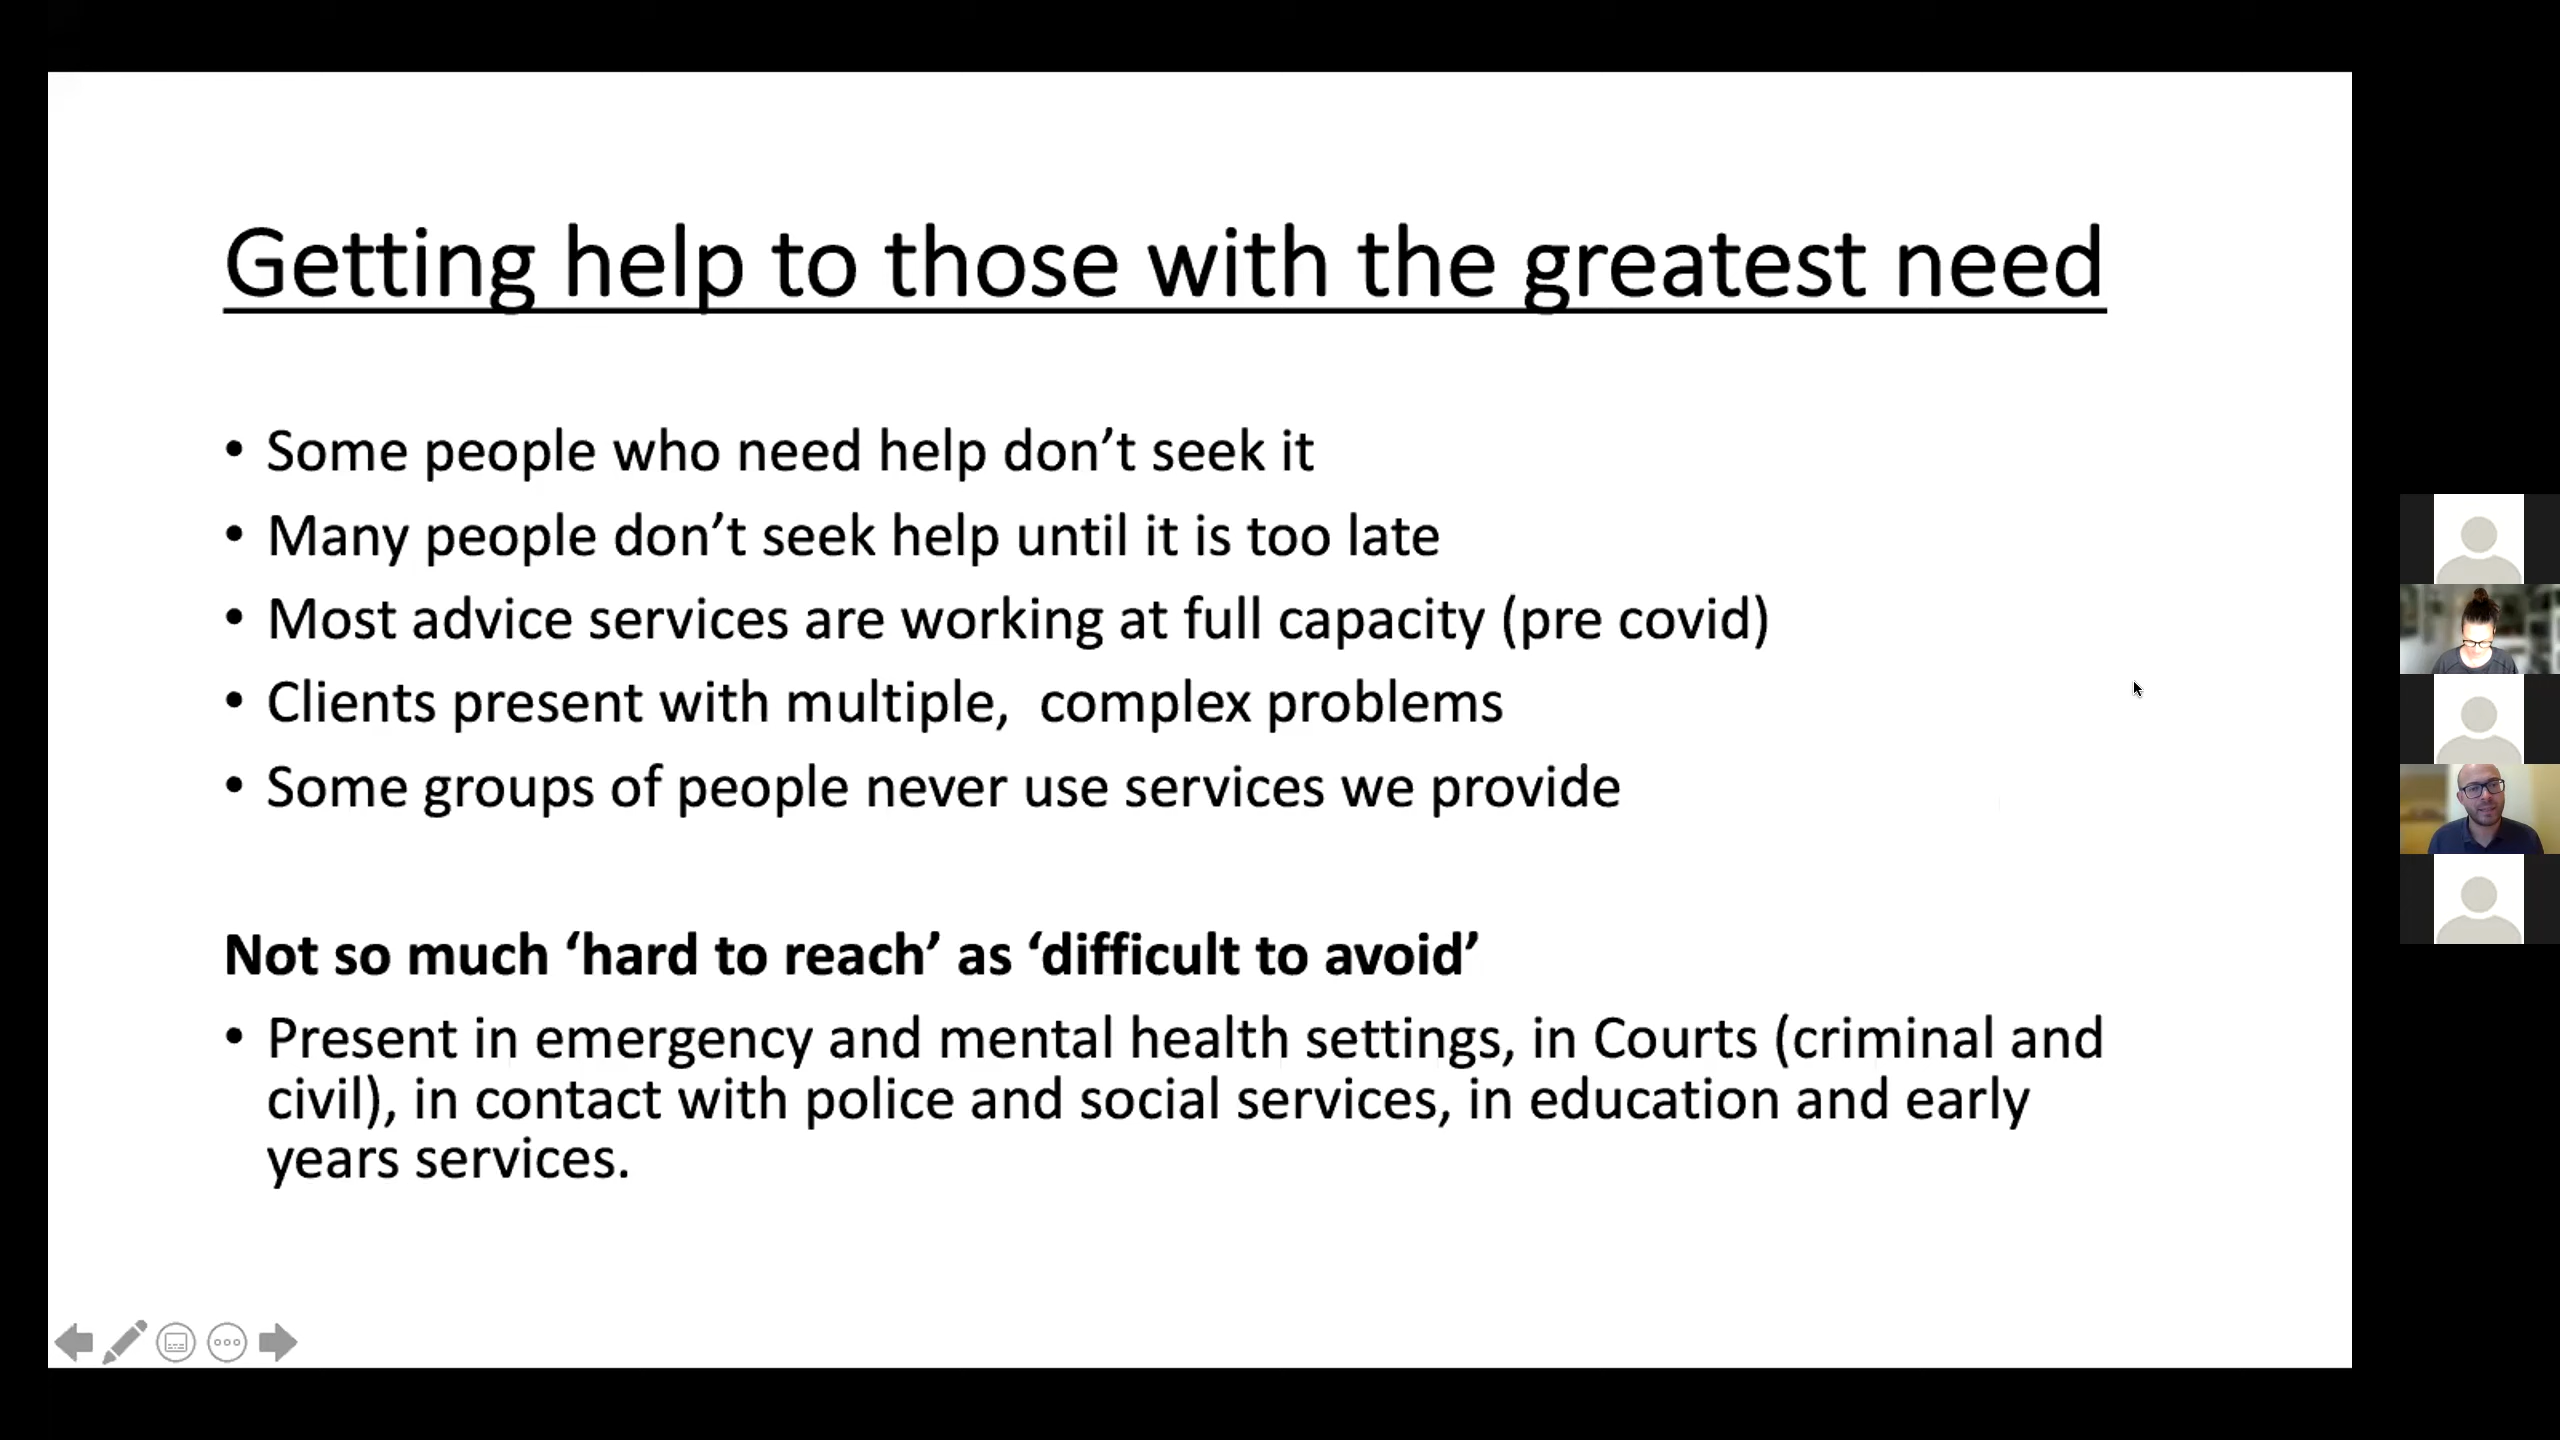 Getting help to those with the greatest need
• Some people who need help don’t seek it
• Many people don’t seek help until it is too late
• Most advice services are working at full capacity (pre covid)
• Clients present with multiple,  complex problems
• Some groups of people never use services we provide
Not so much ‘hard to reach’ as ‘difficult to avoid’
• Present in emergency and mental health settings, in Courts (criminal and
civil), in contact with police and social services, in education and early
years services.